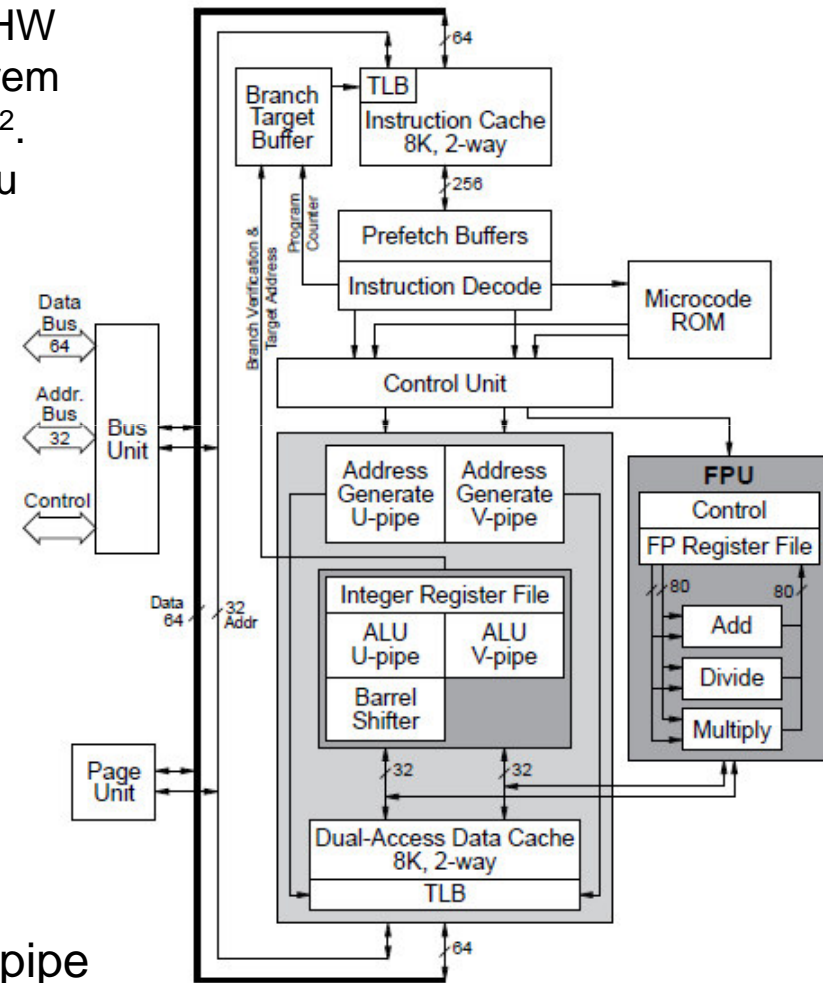 HW
rem
2.
u
64
TLB
Instruction Cache
8K, 2-way
Branch
Target
Buffer
256
Branch Verification &
Target Address
Program
Counter
Prefetch Buffers
Instruction Decode
Microcode
ROM
Control Unit
Data
Bus
64
Addr.
Bus
32
Control
Bus
Unit
Address
Generate
U-pipe
Address
Generate
V-pipe
FPU
Control
FP Register File
80
80
Add
Divide
Multiply
Integer Register File
ALU
U-pipe
ALU
V-pipe
Barrel
Shifter
Data
64
32
Addr
32
32
Page
Unit
Dual-Access Data Cache
8K, 2-way
TLB
64
pipe